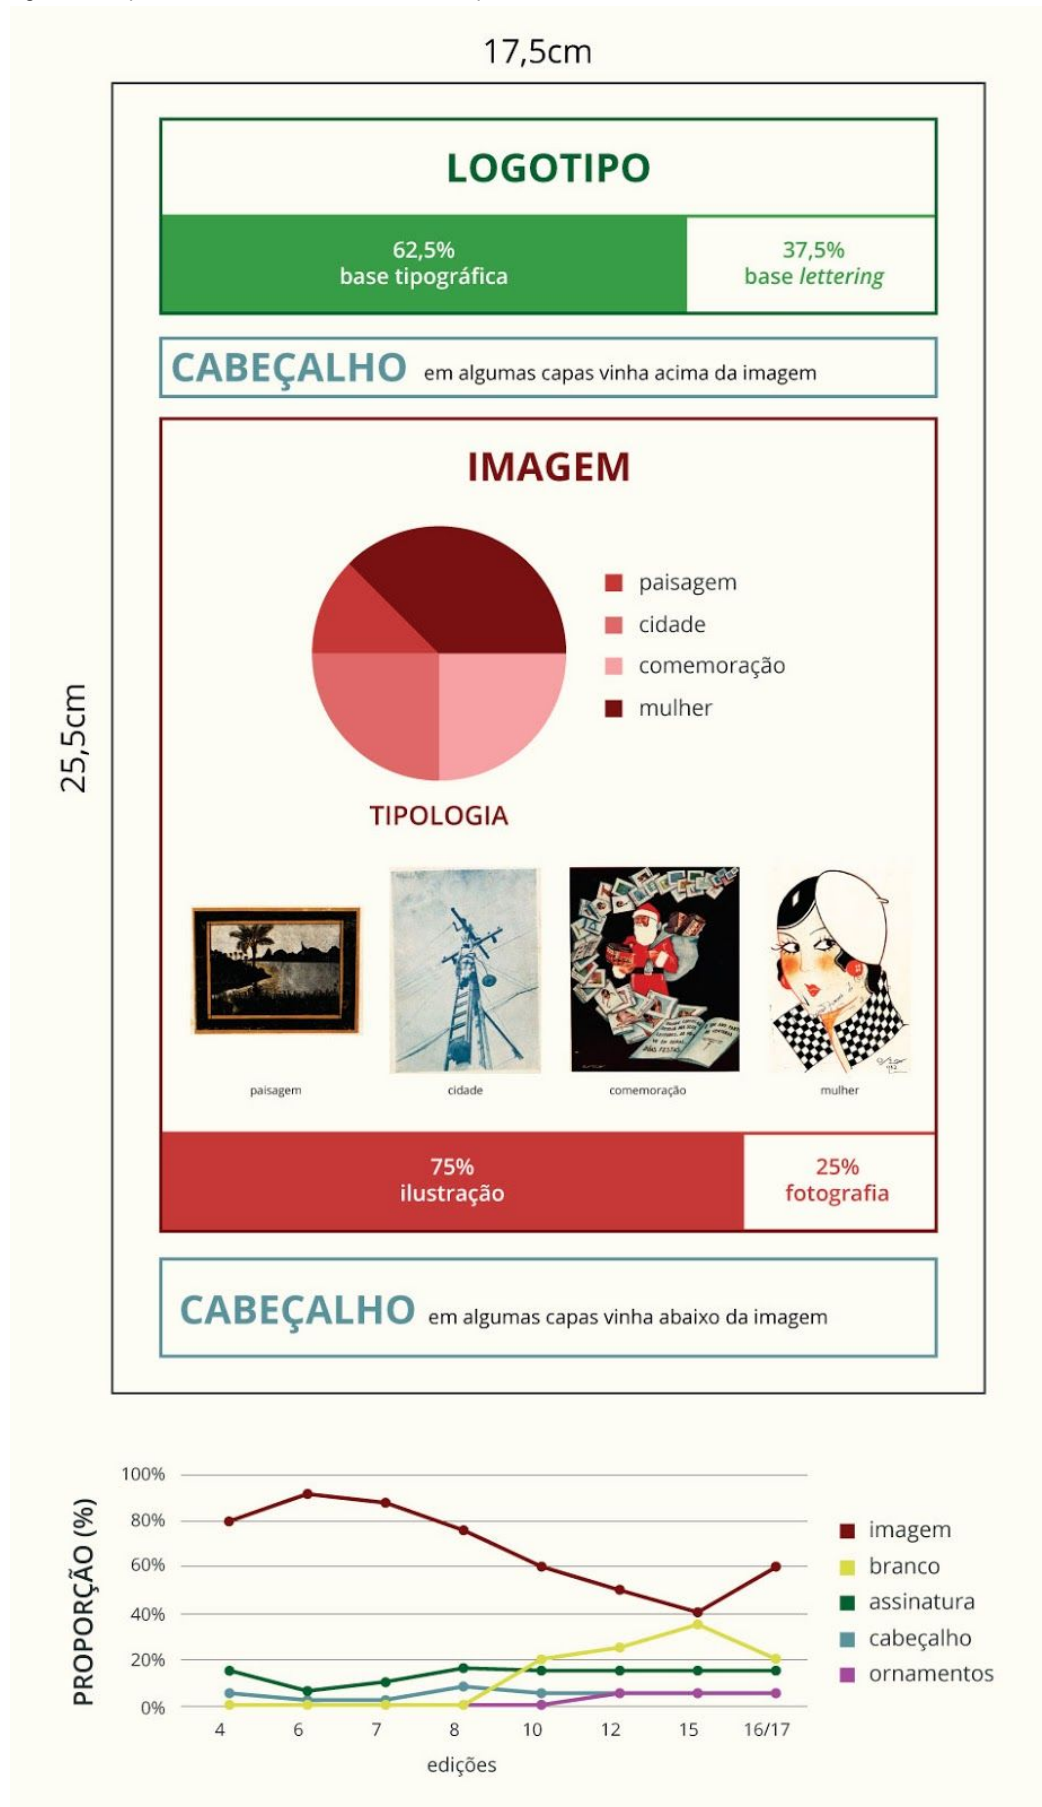 17,5cm
25,5cm
LOGOTIPO
62,5%
base tipográfica
37,5%
base lettering
CABEÇALHO em algumas capas vinha acima da imagem
IMAGEM
paisagem
cidade
comemoração
mulher
TIPOLOGIA
paisagem
cidade
comemoração
mulher
75%
ilustração
25%
fotografia
CABEÇALHO em algumas capas vinha abaixo da imagem
PROPORÇÃO (%)
100%
80%
60%
40%
20%
0%
4 6 7 8 10 12 15 16/17
edições
imagem
branco
assinatura
cabeçalho
ornamentos